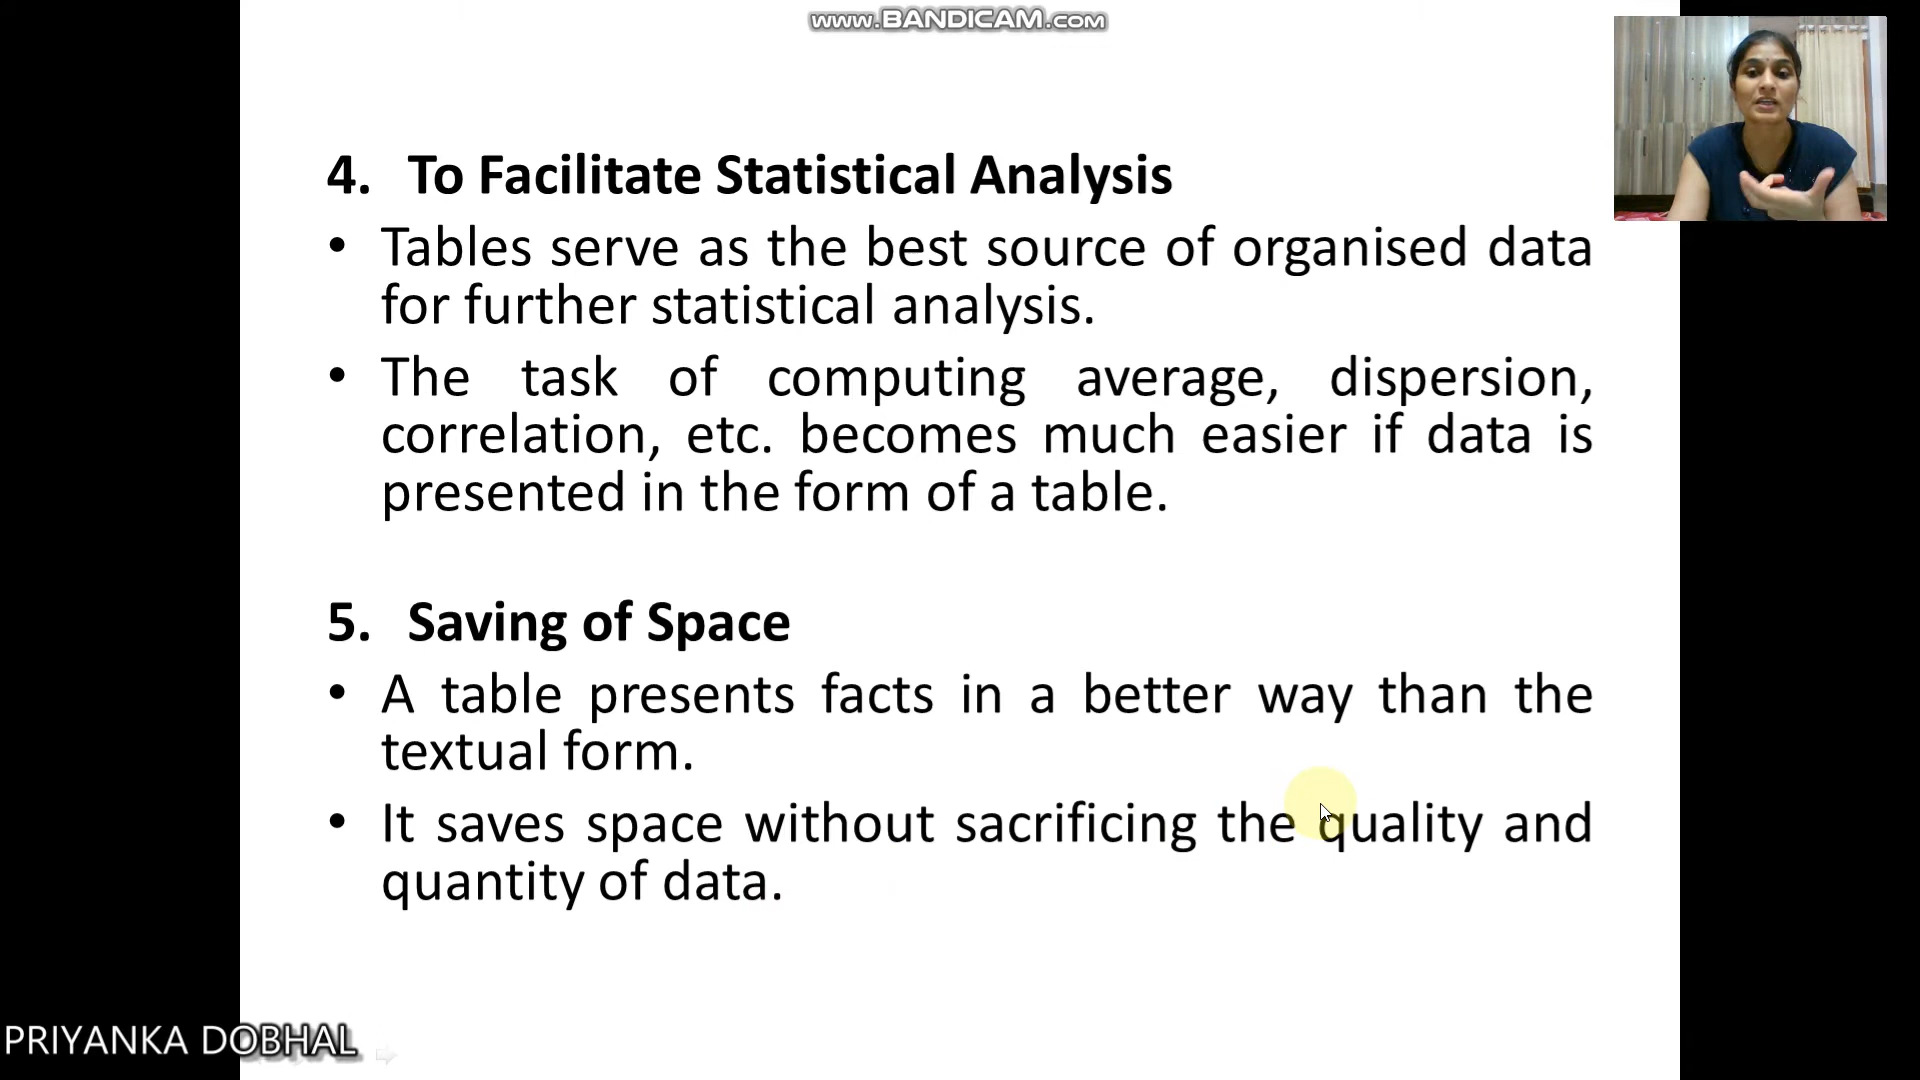 www.BANDICAM.com
4. To Facilitate Statistical Analysis
• Tables serve as the best source of organised data
for further statistical analysis.
• The task of computing average, dispersion,
correlation, etc. becomes much easier if data is
presented in the form of a table.
5. Saving of Space
• A table presents facts in a better way than the
textual form.
• It saves space without sacrificing the quality and
quantity of data.
PRIYANKA DOBHAL